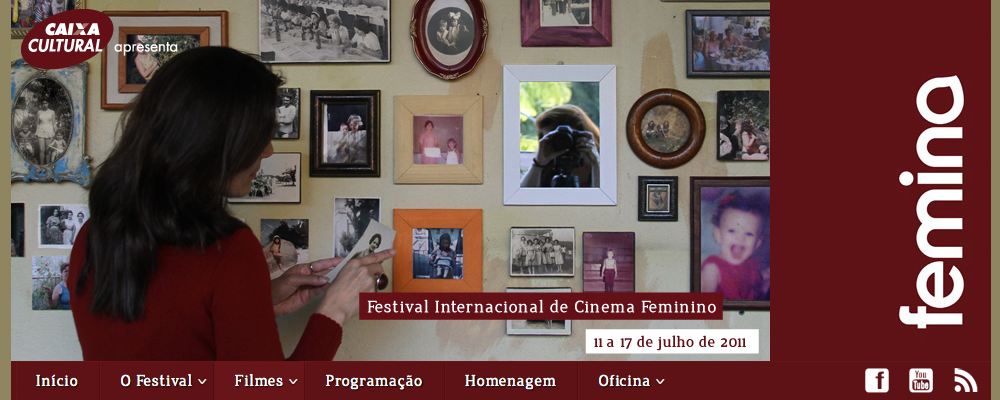 CAIXA
CULTURAL apresenta
femina
Festival Internacional de Cinema Feminino
11 a 17 de julho de 2011
Início O Festival Filmes Programação Homenagem Oficina
f You Tube